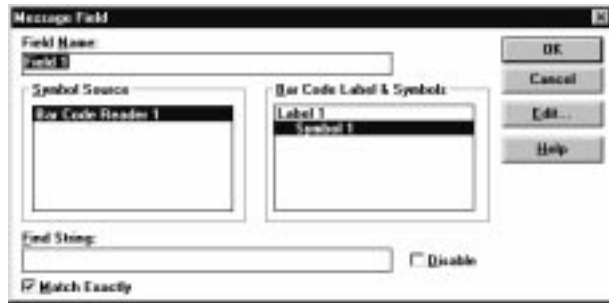 Message Field
Field Name:
Field 1
OK
Symbol Source
Bar Code Label & Symbols
Cancel
Bar Code Reader 1
Label 1
Symbol 1
Edit...
Help
Find String:
Disable
Match Exactly